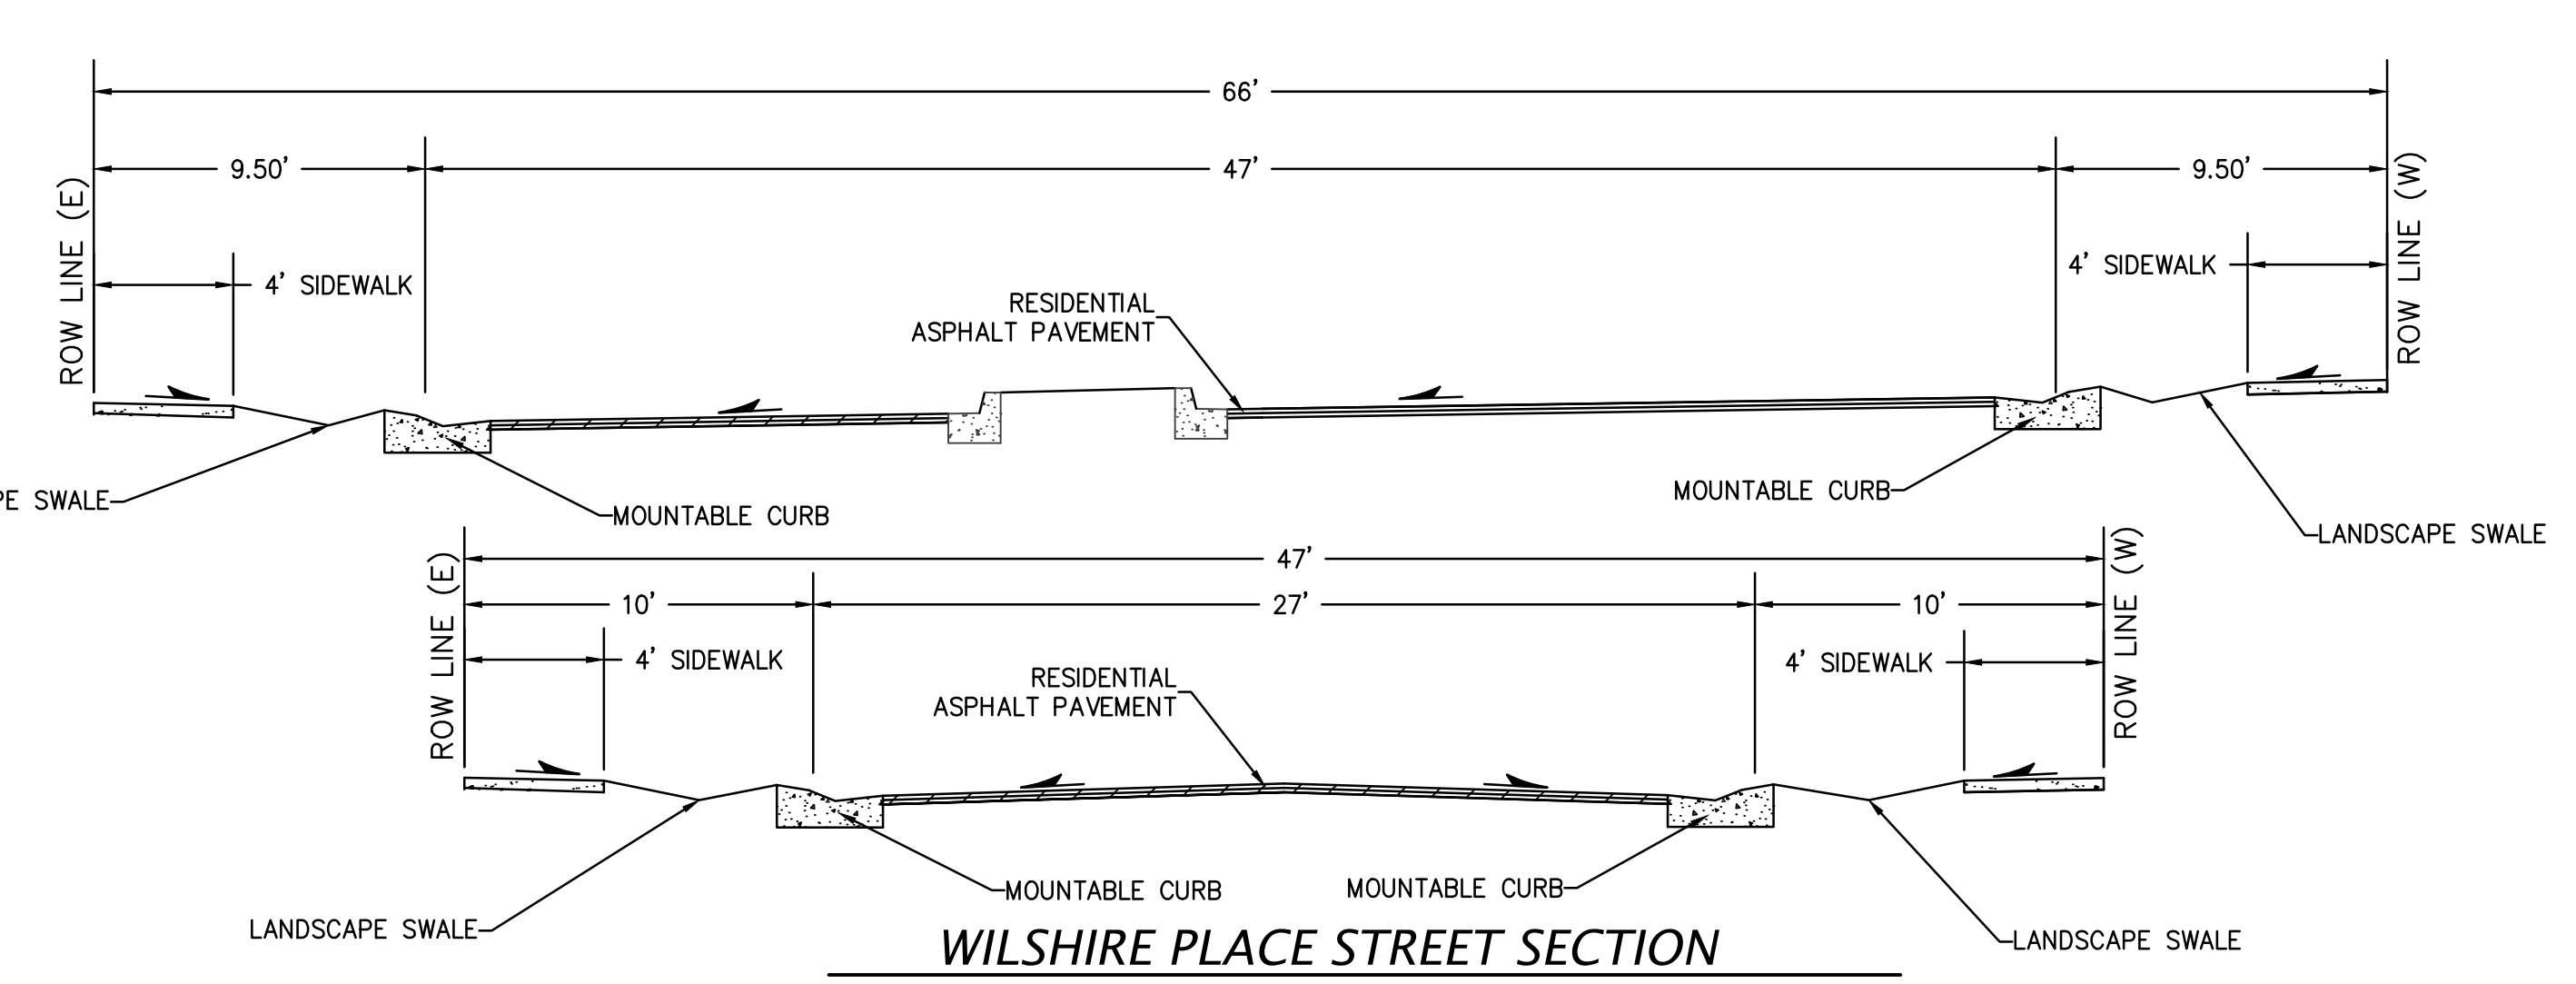 66'
9.50'
47'
9.50'
ROW LINE (E)
ROW LINE (W)
4' SIDEWALK
4' SIDEWALK
RESIDENTIAL
ASPHALT PAVEMENT
SWALE
MOUNTABLE CURB
MOUNTABLE CURB
LANDSCAPE SWALE
47'
10'
27'
10'
ROW LINE (E)
ROW LINE (W)
4' SIDEWALK
4' SIDEWALK
RESIDENTIAL
ASPHALT PAVEMENT
MOUNTABLE CURB
MOUNTABLE CURB
LANDSCAPE SWALE
LANDSCAPE SWALE
WILSHIRE PLACE STREET SECTION